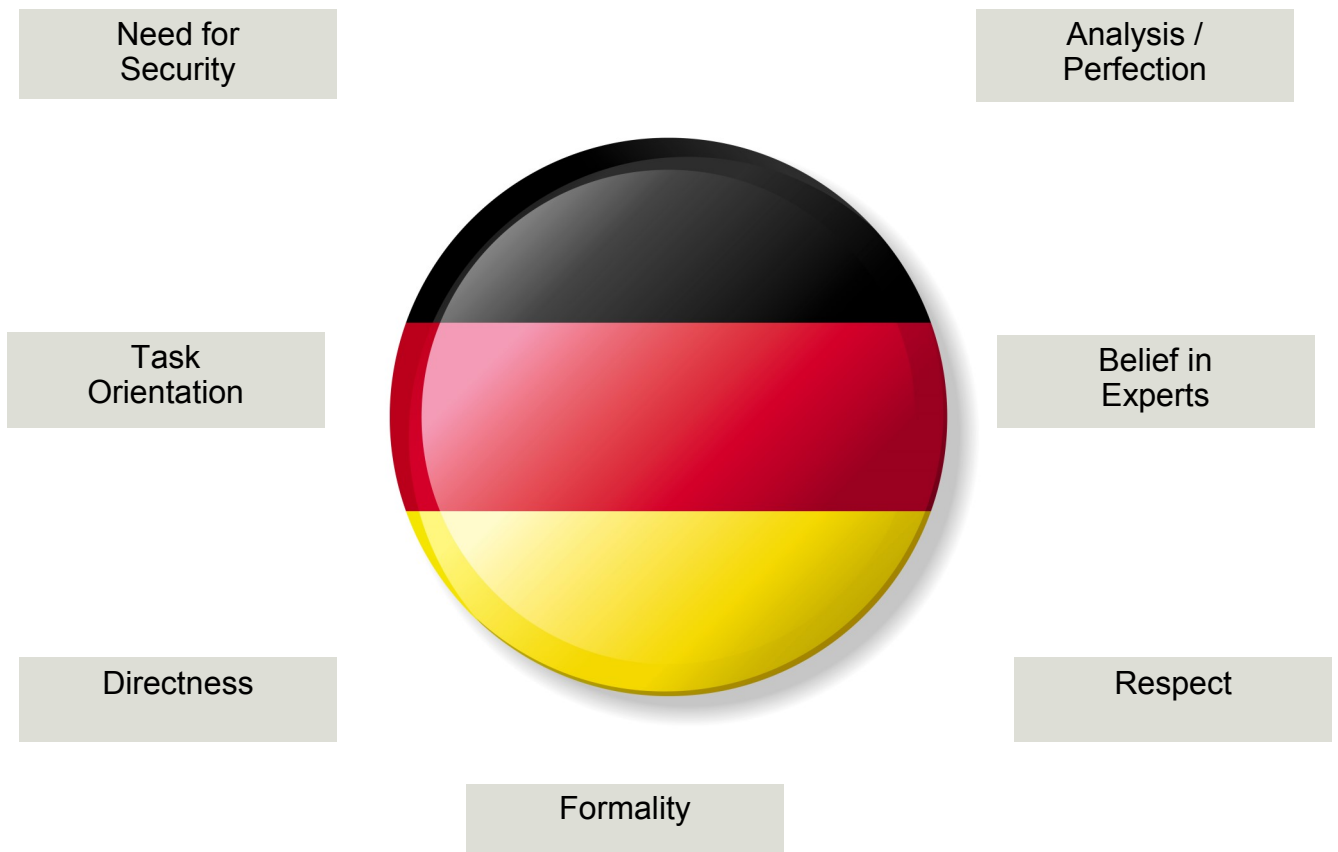 Need for
Security
Analysis /
Perfection
Task
Orientation
Belief in
Experts
Directness
Respect
Formality